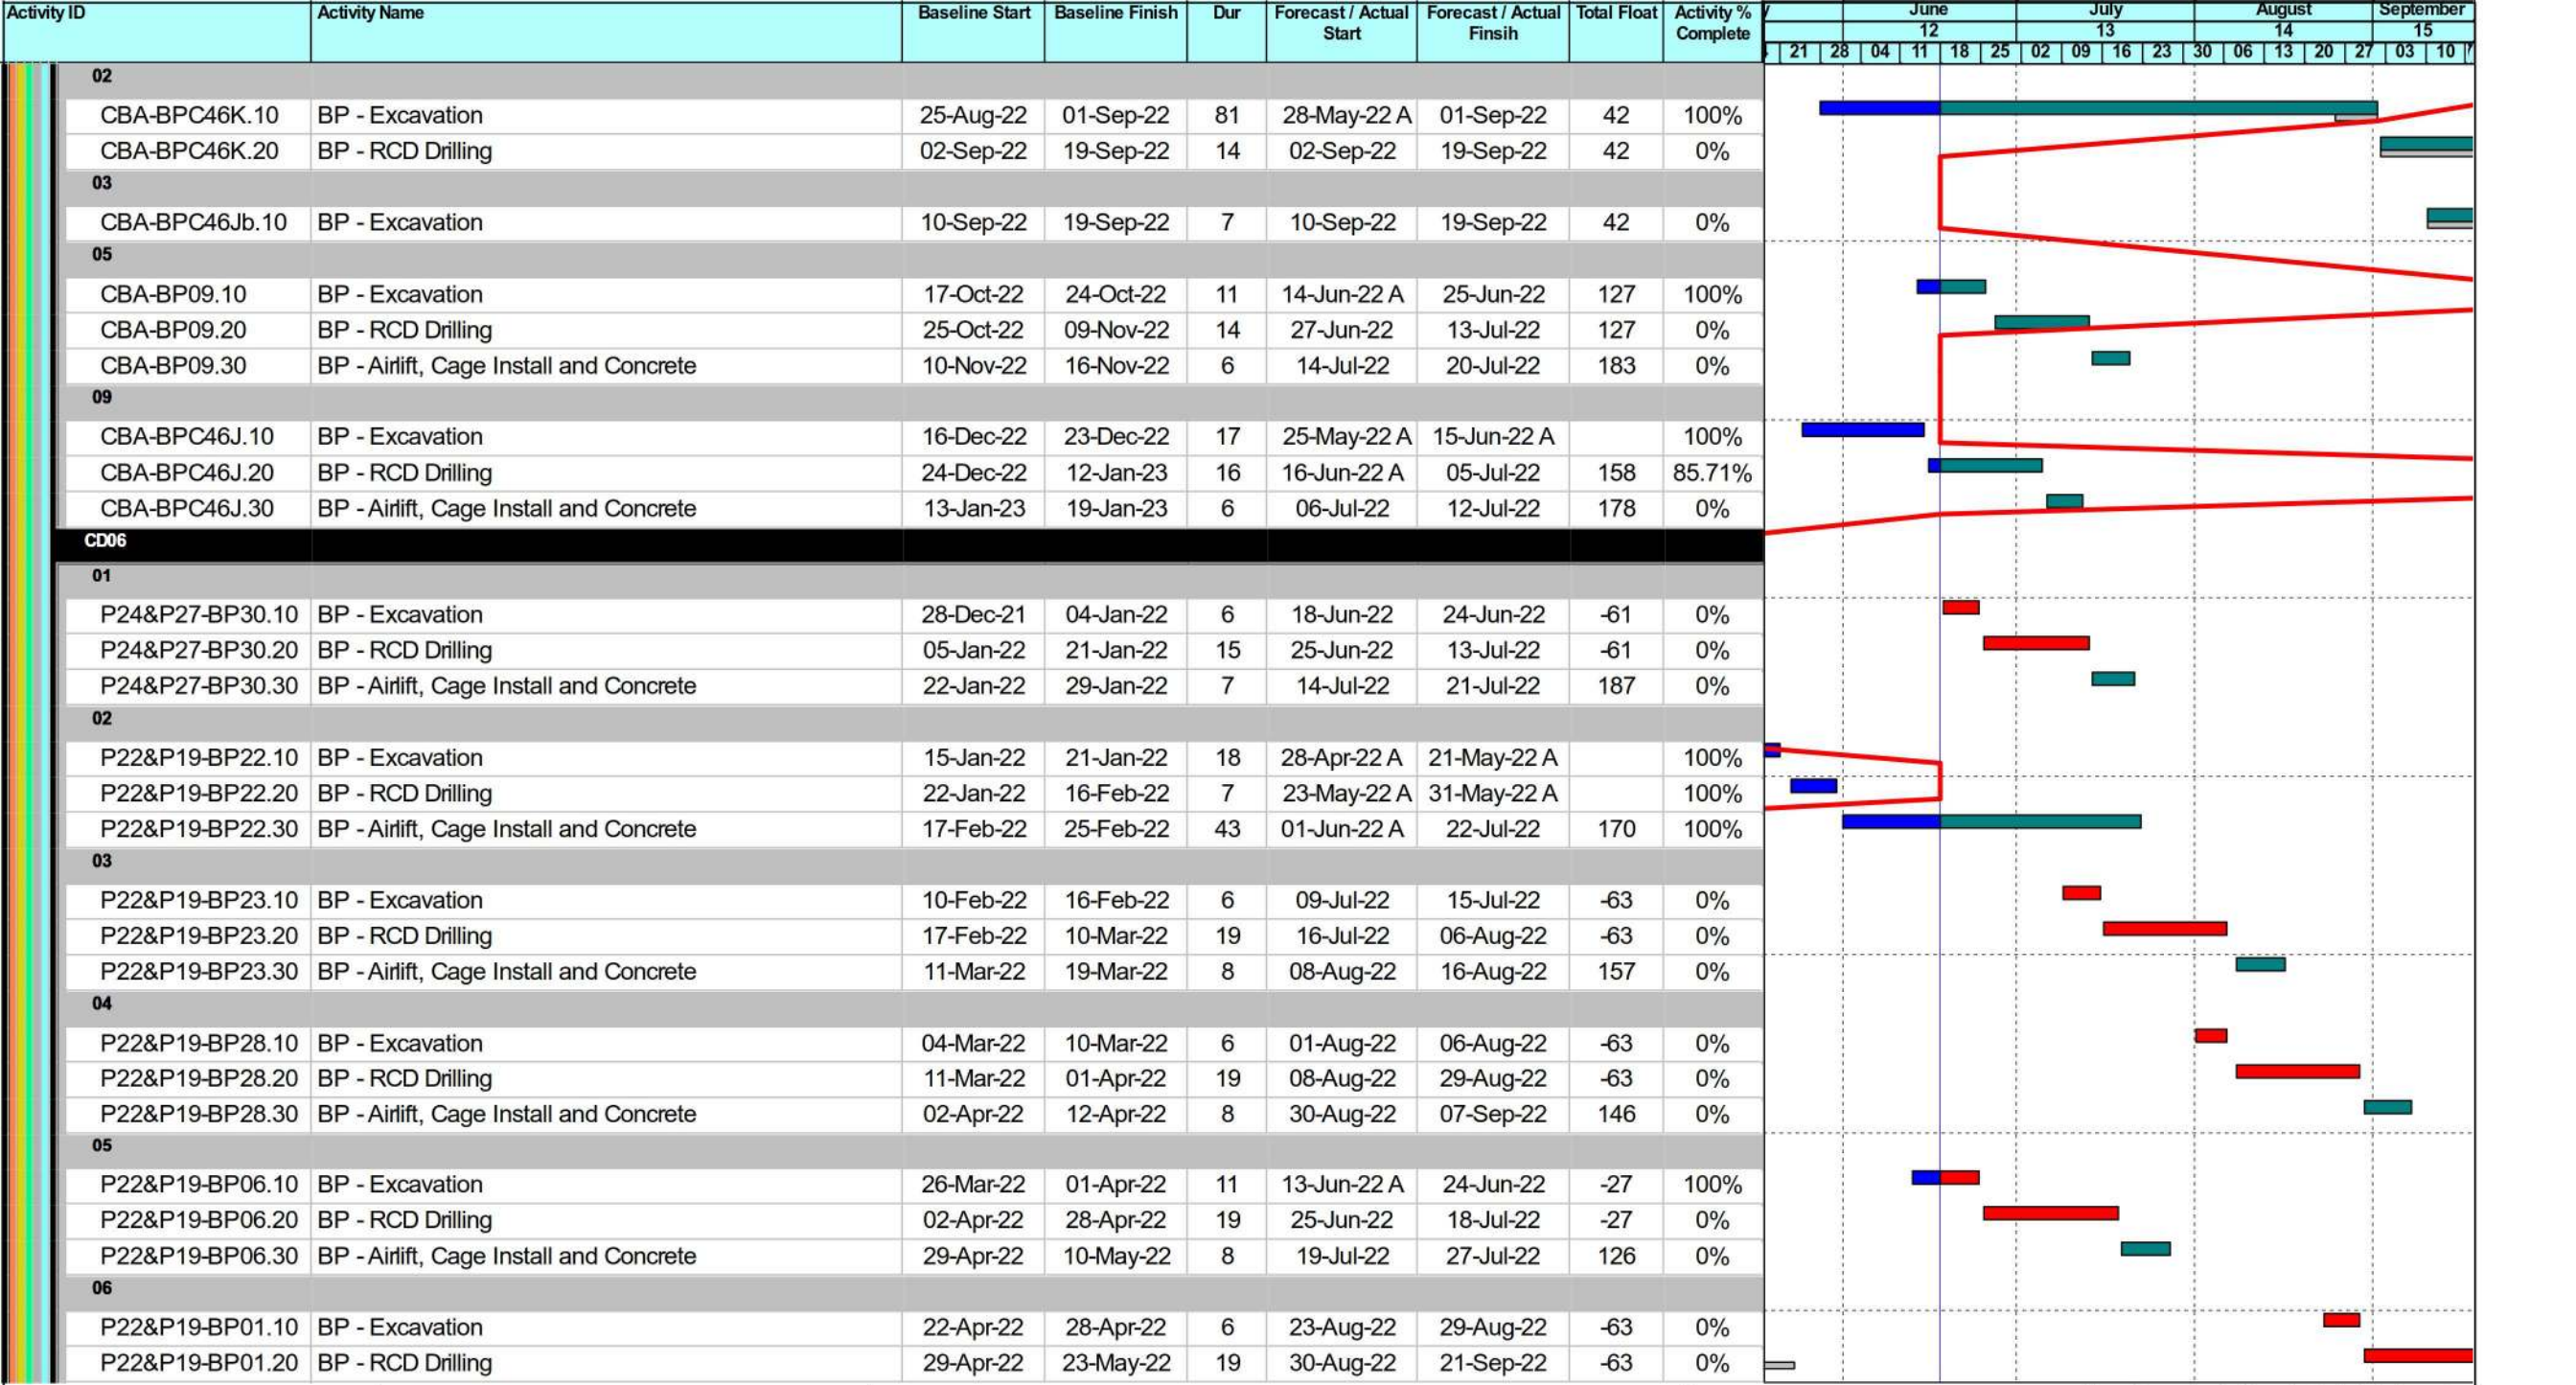 Activity ID Activity Name Baseline Start Baseline Finish Dur Forecast / Actual Start Forecast / Actual Finsih Total Float Activity % Complete June July August September
12 13 14 15
21 28 04 11 18 25 02 09 16 23 30 06 13 20 27 03 10
02
CBA-BPC46K.10 BP - Excavation 25-Aug-22 01-Sep-22 81 28-May-22 A 01-Sep-22 42 100%
CBA-BPC46K.20 BP - RCD Drilling 02-Sep-22 19-Sep-22 14 02-Sep-22 19-Sep-22 42 0%
03
CBA-BPC46Jb.10 BP - Excavation 10-Sep-22 19-Sep-22 7 10-Sep-22 19-Sep-22 42 0%
05
CBA-BP09.10 BP - Excavation 17-Oct-22 24-Oct-22 11 14-Jun-22 A 25-Jun-22 127 100%
CBA-BP09.20 BP - RCD Drilling 25-Oct-22 09-Nov-22 14 27-Jun-22 13-Jul-22 127 0%
CBA-BP09.30 BP - Airlift, Cage Install and Concrete 10-Nov-22 16-Nov-22 6 14-Jul-22 20-Jul-22 183 0%
09
CBA-BPC46J.10 BP - Excavation 16-Dec-22 23-Dec-22 17 25-May-22 A 15-Jun-22 A 100%
CBA-BPC46J.20 BP - RCD Drilling 24-Dec-22 12-Jan-23 16 16-Jun-22 A 05-Jul-22 158 85.71%
CBA-BPC46J.30 BP - Airlift, Cage Install and Concrete 13-Jan-23 19-Jan-23 6 06-Jul-22 12-Jul-22 178 0%
CD06
01
P24&P27-BP30.10 BP - Excavation 28-Dec-21 04-Jan-22 6 18-Jun-22 24-Jun-22 -61 0%
P24&P27-BP30.20 BP - RCD Drilling 05-Jan-22 21-Jan-22 15 25-Jun-22 13-Jul-22 -61 0%
P24&P27-BP30.30 BP - Airlift, Cage Install and Concrete 22-Jan-22 29-Jan-22 7 14-Jul-22 21-Jul-22 187 0%
02
P22&P19-BP22.10 BP - Excavation 15-Jan-22 21-Jan-22 18 28-Apr-22 A 21-May-22 A 100%
P22&P19-BP22.20 BP - RCD Drilling 22-Jan-22 16-Feb-22 7 23-May-22 A 31-May-22 A 100%
P22&P19-BP22.30 BP - Airlift, Cage Install and Concrete 17-Feb-22 25-Feb-22 43 01-Jun-22 A 22-Jul-22 170 100%
03
P22&P19-BP23.10 BP - Excavation 10-Feb-22 16-Feb-22 6 09-Jul-22 15-Jul-22 -63 0%
P22&P19-BP23.20 BP - RCD Drilling 17-Feb-22 10-Mar-22 19 16-Jul-22 06-Aug-22 -63 0%
P22&P19-BP23.30 BP - Airlift, Cage Install and Concrete 11-Mar-22 19-Mar-22 8 08-Aug-22 16-Aug-22 157 0%
04
P22&P19-BP28.10 BP - Excavation 04-Mar-22 10-Mar-22 6 01-Aug-22 06-Aug-22 -63 0%
P22&P19-BP28.20 BP - RCD Drilling 11-Mar-22 01-Apr-22 19 08-Aug-22 29-Aug-22 -63 0%
P22&P19-BP28.30 BP - Airlift, Cage Install and Concrete 02-Apr-22 12-Apr-22 8 30-Aug-22 07-Sep-22 146 0%
05
P22&P19-BP06.10 BP - Excavation 26-Mar-22 01-Apr-22 11 13-Jun-22 A 24-Jun-22 -27 100%
P22&P19-BP06.20 BP - RCD Drilling 02-Apr-22 28-Apr-22 19 25-Jun-22 18-Jul-22 -27 0%
P22&P19-BP06.30 BP - Airlift, Cage Install and Concrete 29-Apr-22 10-May-22 8 19-Jul-22 27-Jul-22 126 0%
06
P22&P19-BP01.10 BP - Excavation 22-Apr-22 28-Apr-22 6 23-Aug-22 29-Aug-22 -63 0%
P22&P19-BP01.20 BP - RCD Drilling 29-Apr-22 23-May-22 19 30-Aug-22 21-Sep-22 -63 0%